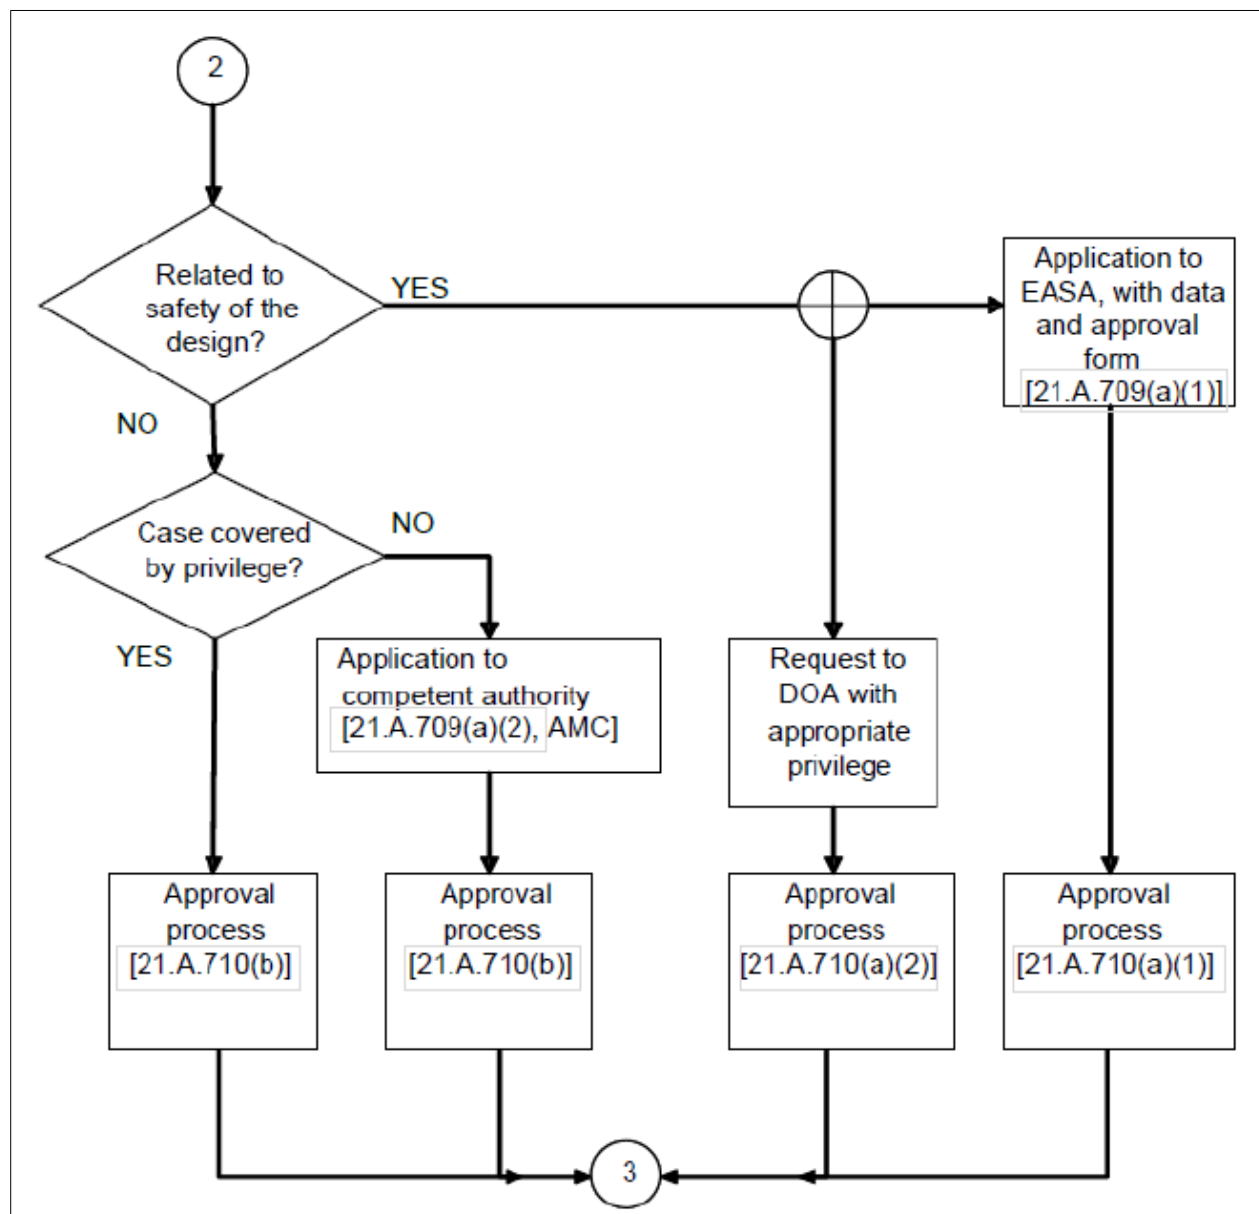 2
Related to
safety of the
design?
YES
NO
Application to
EASA, with data
and approval
form
[21.A.709(a)(1)]
Case covered
by privilege?
NO
YES
Application to
competent authority
[21.A.709(a)(2), AMC]
Request to
DOA with
appropriate
privilege
Approval
process
[21.A.710(b)]
Approval
process
[21.A.710(b)]
Approval
process
[21.A.710(a)(2)]
Approval
process
[21.A.710(a)(1)]
3